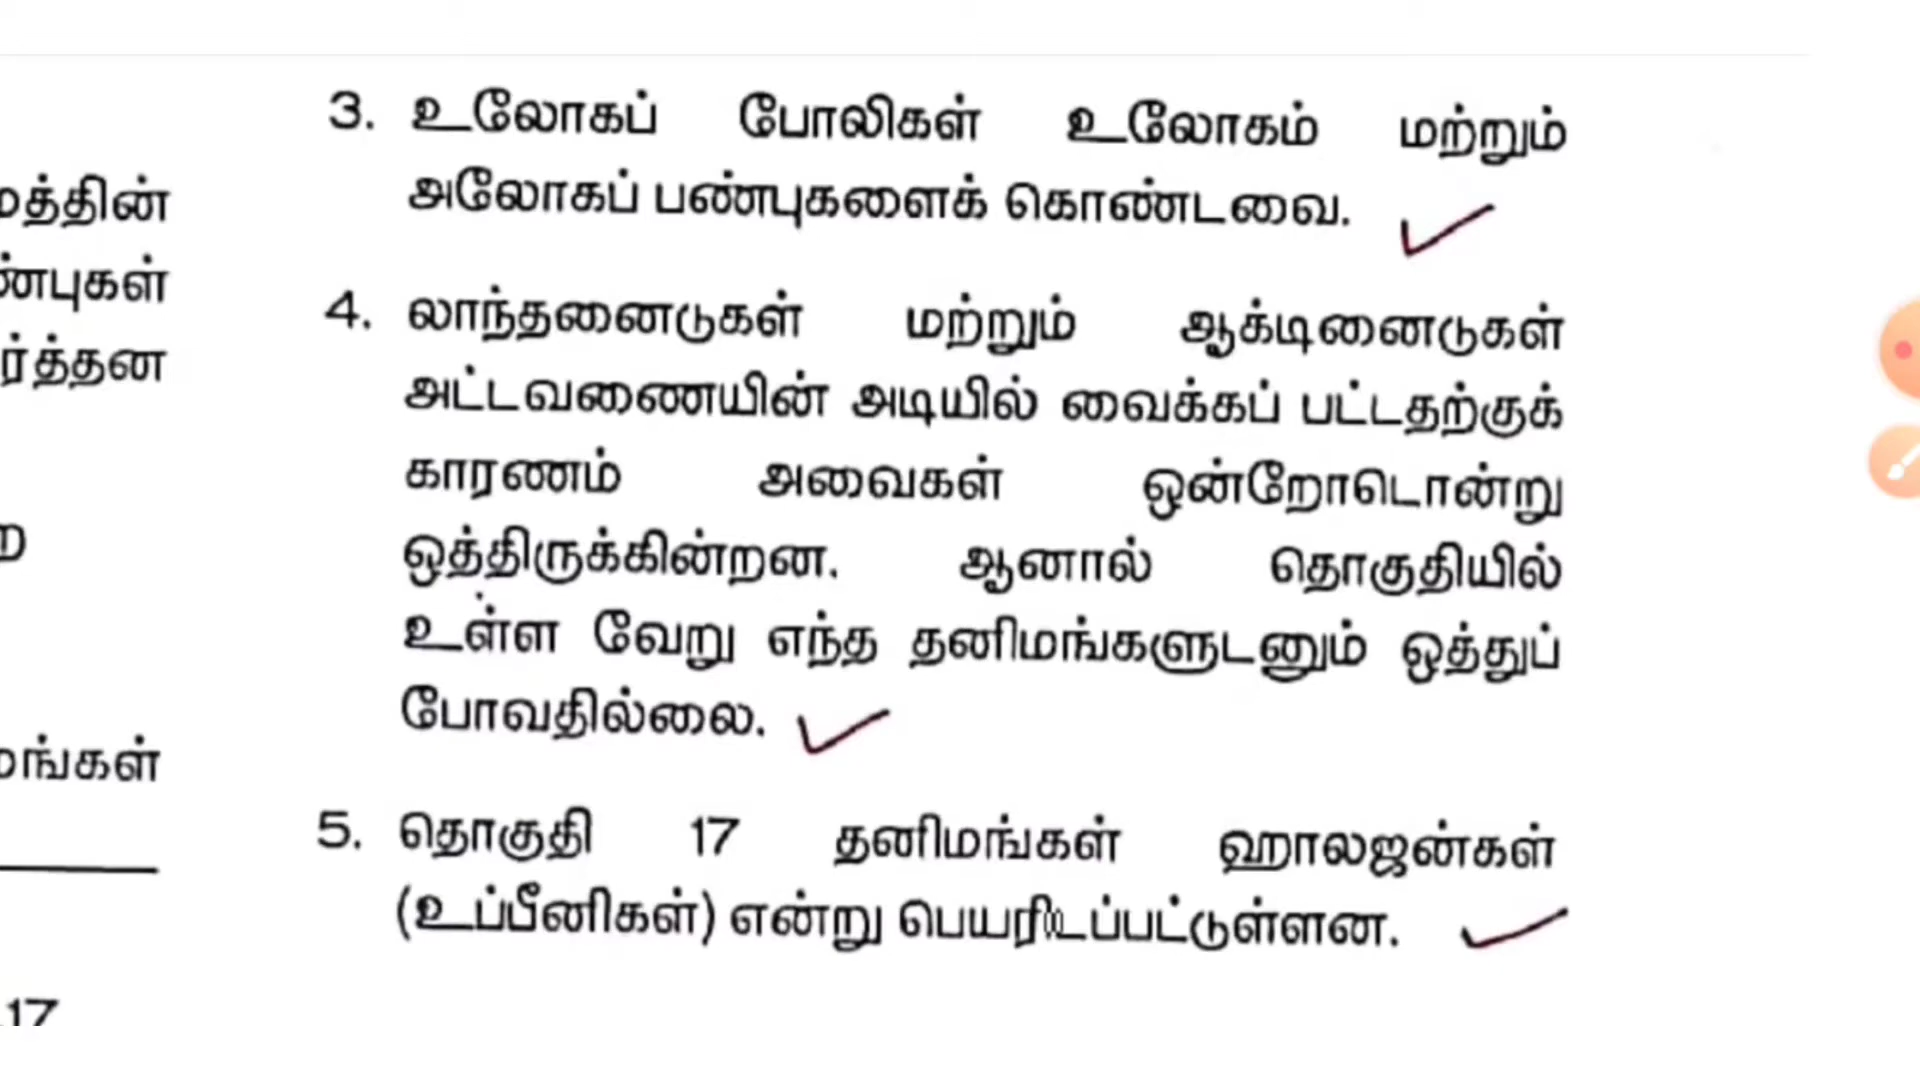 3. உலோகப் போலிகள் உலோகம் மற்றும்
அலோகப் பண்புகளைக் கொண்டவை.
4. லாந்தனைடுகள் மற்றும் ஆக்டினைடுகள்
அட்டவணையின் அடியில் வைக்கப் பட்டதற்குக்
காரணம் அவைகள் ஒன்றோடொன்று
ஒத்திருக்கின்றன. ஆனால் தொகுதியில்
உள்ள வேறு எந்த தனிமங்களுடனும் ஒத்துப்
போவதில்லை.
5. தொகுதி 17 தனிமங்கள் ஹாலஜன்கள்
(உப்பீனிகள்) என்று பெயரிடப்பட்டுள்ளன.
17